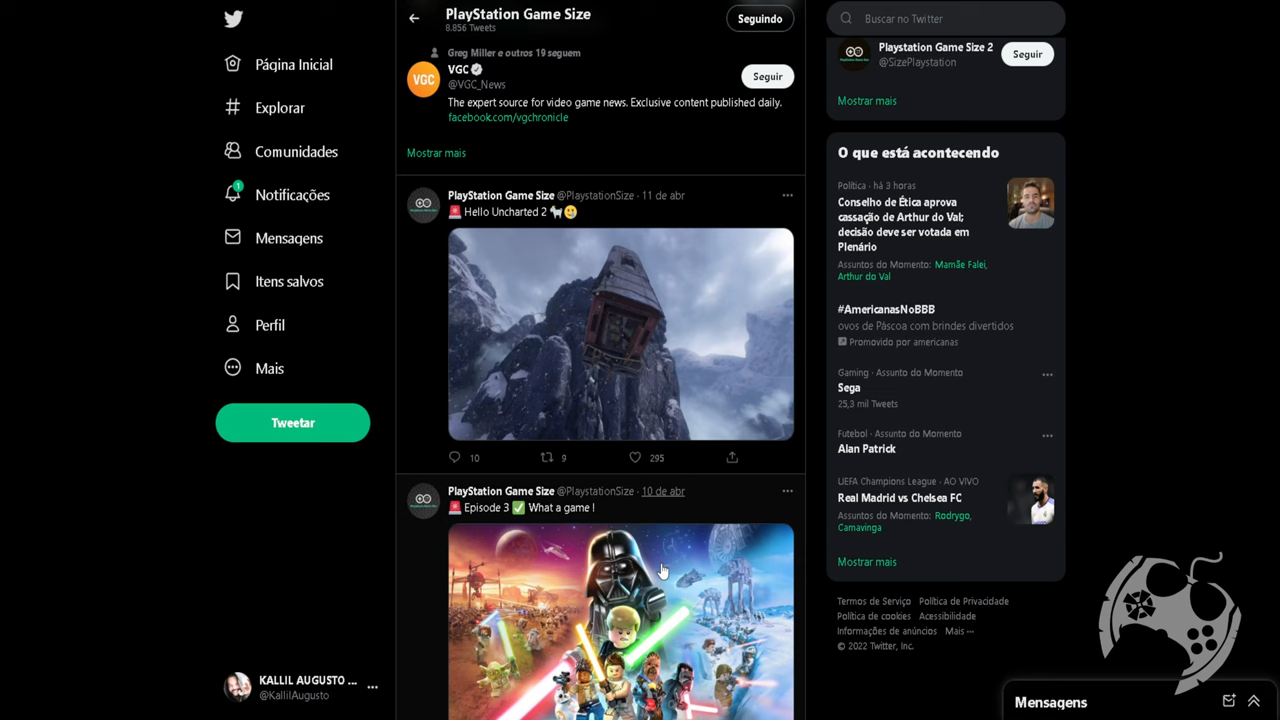 Página Inicial
Explorar
Comunidades
1
Notificações
Mensagens
Itens salvos
Perfil
Mais
Tweetar
KALLIL AUGUSTO ...
@KallilAugusto
PlayStation Game Size
8.856 Tweets
Seguindo
Greg Miller e outros 19 seguem
VGC
VGC
@VGC_News
Seguir
The expert source for video game news. Exclusive content published daily.
facebook.com/vgchronicle
Mostrar mais
PlayStation Game Size @PlaystationSize · 11 de abr
🚨 Hello Uncharted 2 🐐🙂
10 9 295
PlayStation Game Size @PlaystationSize · 10 de abr
🚨 Episode 3 ✅ What a game !
Buscar no Twitter
Playstation Game Size 2
@SizePlaystation
Seguir
Mostrar mais
O que está acontecendo
Política · há 3 horas
Conselho de Ética aprova
cassação de Arthur do Val;
decisão deve ser votada em
Plenário
Assuntos do Momento: Mamãe Falei,
Arthur do Val
#AmericanasNoBBB
ovos de Páscoa com brindes divertidos
Promovido por americanas
Gaming · Assunto do Momento
Sega
25,3 mil Tweets
Futebol · Assunto do Momento
Alan Patrick
UEFA Champions League · AO VIVO
Real Madrid vs Chelsea FC
Assuntos do Momento: Rodrygo,
Camavinga
Mostrar mais
Termos de Serviço Política de Privacidade
Política de cookies Acessibilidade
Informações de anúncios Mais ···
© 2022 Twitter, Inc.
Mensagens